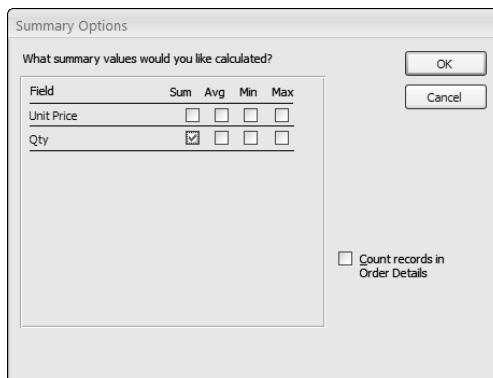 Summary Options
What summary values would you like calculated?
OK
Cancel
Field Sum Avg Min Max
Unit Price
Qty
Count records in
Order Details